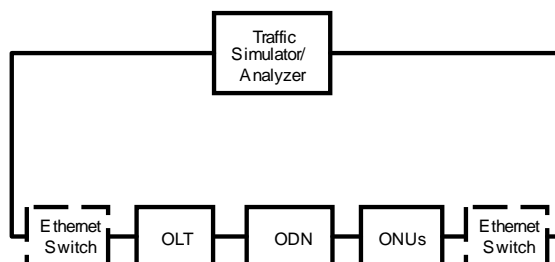 Traffic
Simulator/
Analyzer
Ethernet
Switch
OLT
ODN
ONUs
Ethernet
Switch